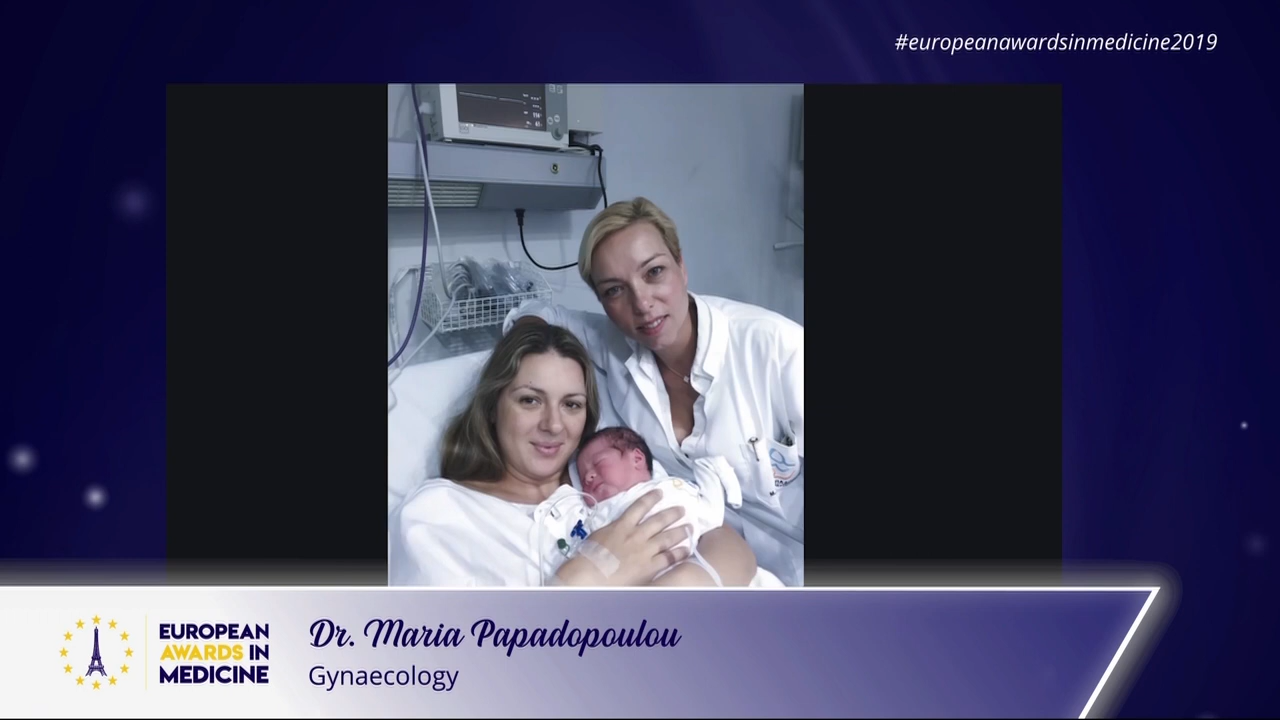 #europeanawardsinmedicine2019
EUROPEAN
AWARDS IN
MEDICINE
Dr. Maria Papadopoulou
Gynaecology